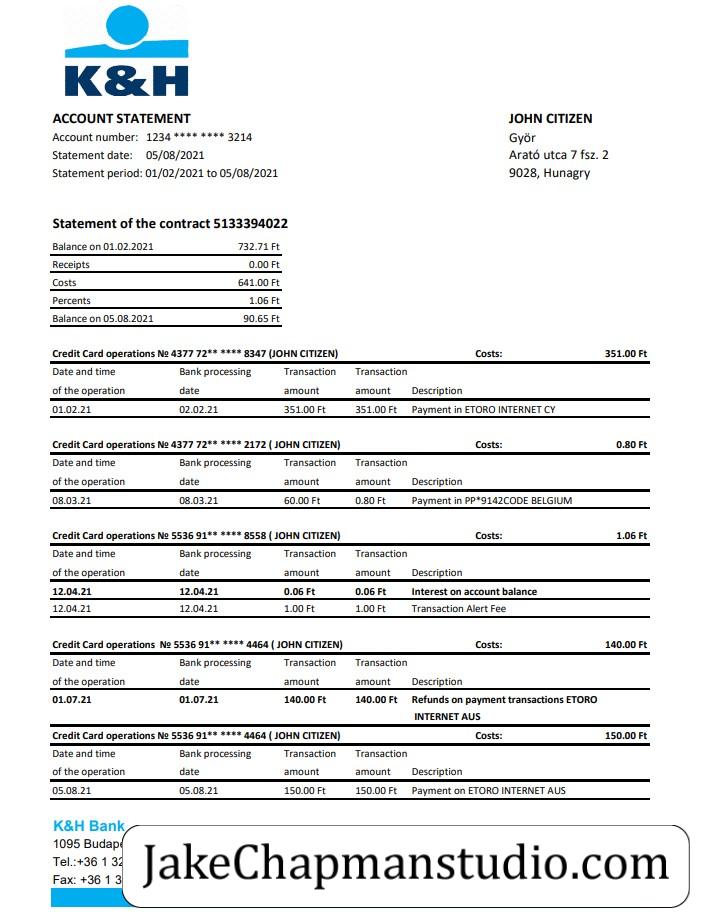 K&H
ACCOUNT STATEMENT
Account number: 1234 **** **** 3214
Statement date: 05/08/2021
Statement period: 01/02/2021 to 05/08/2021
JOHN CITIZEN
Györ
Arató utca 7 fsz. 2
9028, Hunagry
Statement of the contract 5133394022
Balance on 01.02.2021 732.71 Ft
Receipts 0.00 Ft
Costs 641.00 Ft
Percents 1.06 Ft
Balance on 05.08.2021 90.65 Ft
Credit Card operations № 4377 72** **** 8347 (JOHN CITIZEN) Costs: 351.00 Ft
Date and time Bank processing Transaction Transaction
of the operation date amount amount Description
01.02.21 02.02.21 351.00 Ft 351.00 Ft Payment in ETORO INTERNET CY
Credit Card operations № 4377 72** **** 2172 ( JOHN CITIZEN) Costs: 0.80 Ft
Date and time Bank processing Transaction Transaction
of the operation date amount amount Description
08.03.21 08.03.21 60.00 Ft 0.80 Ft Payment in PP*9142CODE BELGIUM
Credit Card operations № 5536 91** **** 8558 ( JOHN CITIZEN) Costs: 1.06 Ft
Date and time Bank processing Transaction Transaction
of the operation date amount amount Description
12.04.21 12.04.21 0.06 Ft 0.06 Ft Interest on account balance
12.04.21 12.04.21 1.00 Ft 1.00 Ft Transaction Alert Fee
Credit Card operations № 5536 91** **** 4464 ( JOHN CITIZEN) Costs: 140.00 Ft
Date and time Bank processing Transaction Transaction
of the operation date amount amount Description
01.07.21 01.07.21 140.00 Ft 140.00 Ft Refunds on payment transactions ETORO
INTERNET AUS
Credit Card operations № 5536 91** **** 4464 ( JOHN CITIZEN) Costs: 150.00 Ft
Date and time Bank processing Transaction Transaction
of the operation date amount amount Description
05.08.21 05.08.21 150.00 Ft 150.00 Ft Payment on ETORO INTERNET AUS
K&H Bank
1095
Tel.:+36 1
Fax: +36 1
JakeChapmanstudio.com